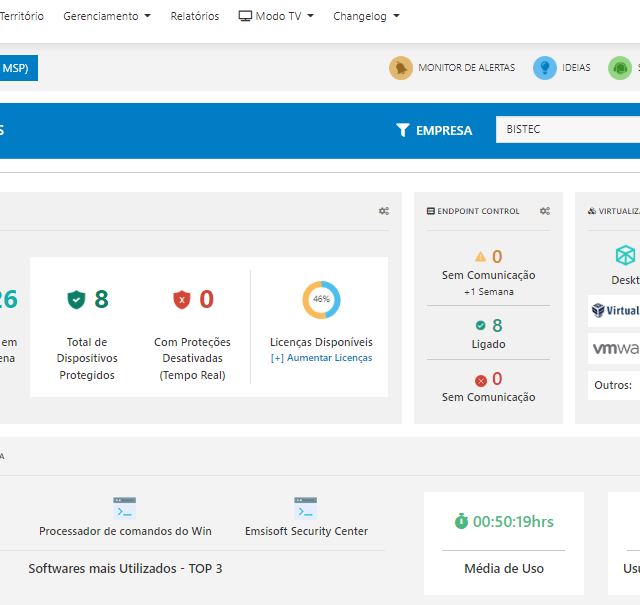 Território Gerenciamento Relatórios Modo TV Changelog
MSP) MONITOR DE ALERTAS IDEIAS
S EMPRESA BISTEC
ENDPOINT CONTROL VIRTUALIZA
26 8 0 46%
em
ena
Total de
Dispositivos
Protegidos
Com Proteções
Desativadas
(Tempo Real)
Licenças Disponíveis
[+] Aumentar Licenças
0
Sem Comunicação
+1 Semana
8
Ligado
0
Sem Comunicação
Deskt
Virtual
vmwa
Outros:
A
Processador de comandos do Win
Emsisoft Security Center
Softwares mais Utilizados - TOP 3
00:50:19hrs
Média de Uso
Usu